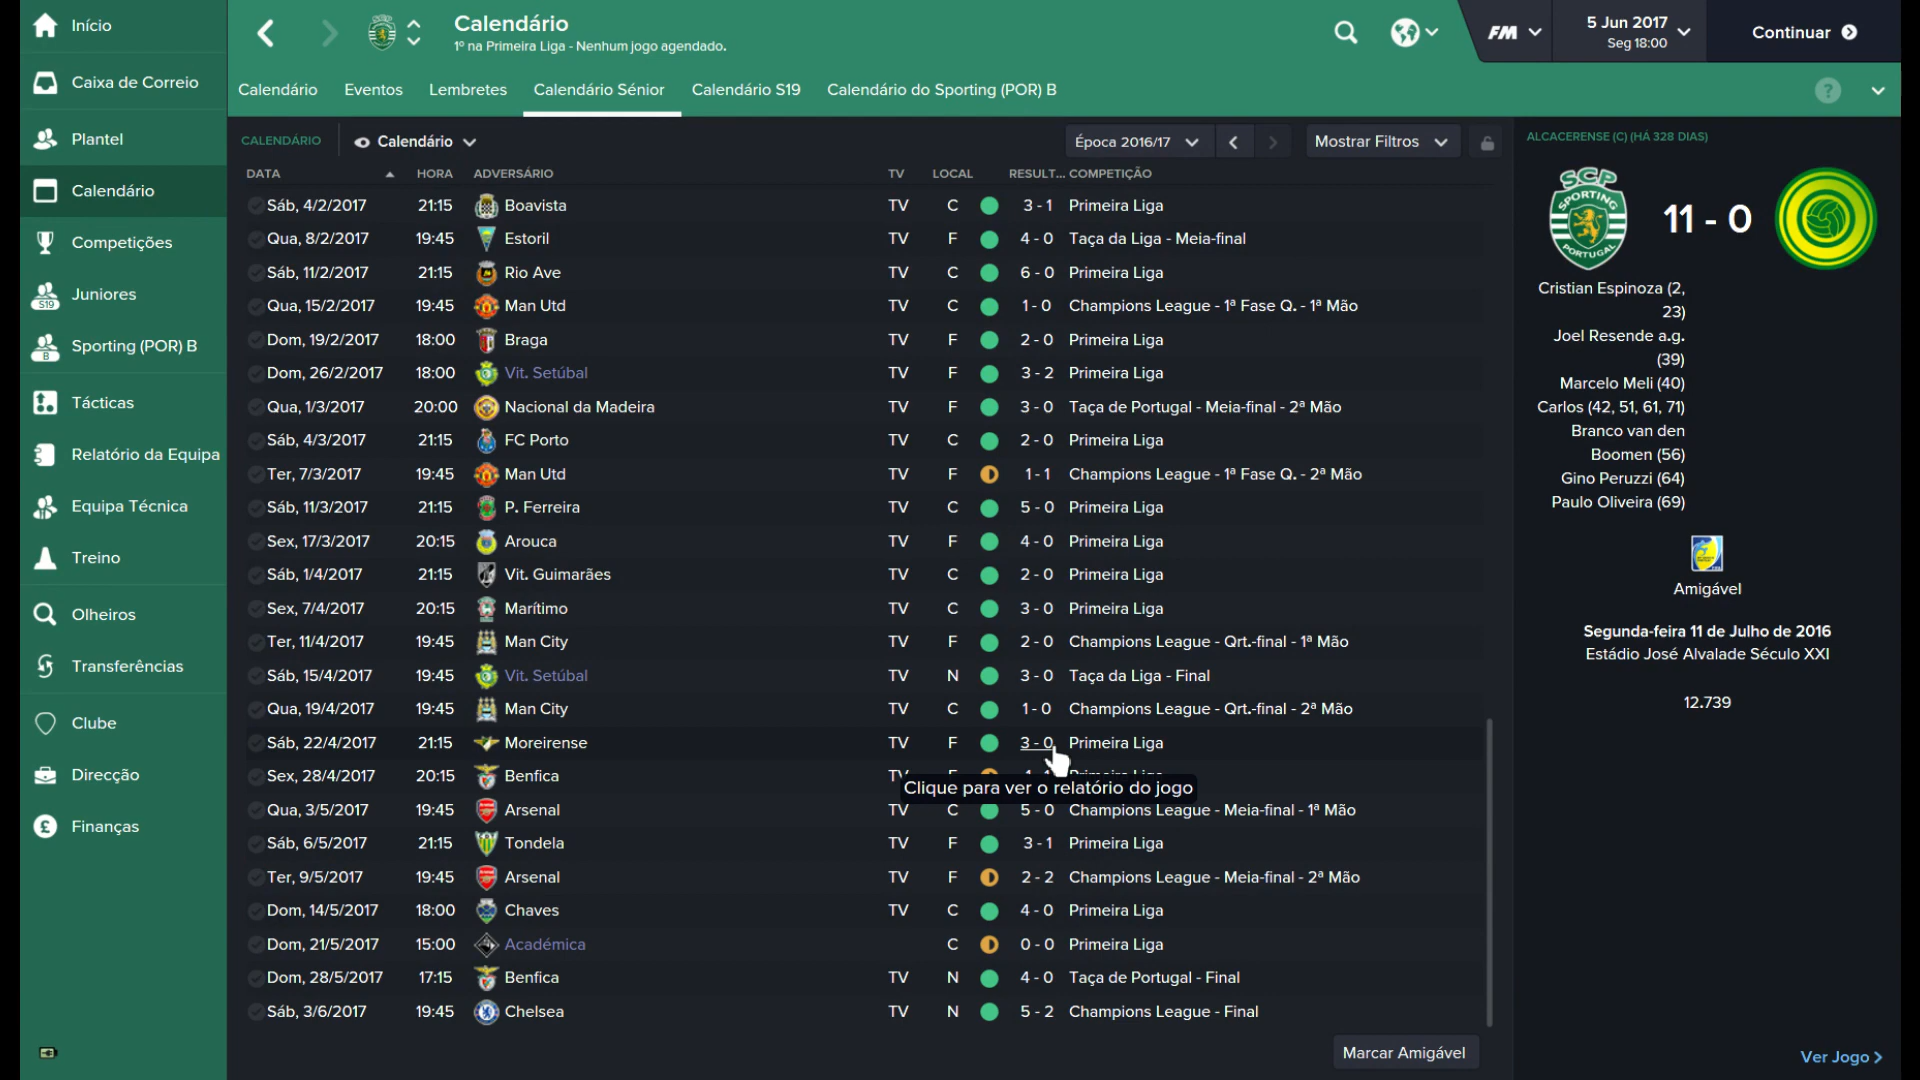 Início
Caixa de Correio
Plantel
Calendário
Competições
Juniores
Sporting (POR) B
Tácticas
Relatório da Equipa
Equipa Técnica
Treino
Olheiros
Transferências
Clube
Direcção
Finanças
Calendário
1º na Primeira Liga - Nenhum jogo agendado.
FM
5 Jun 2017
Seg 18:00
Continuar
Calendário Eventos Lembretes Calendário Sénior Calendário S19 Calendário do Sporting (POR) B
CALENDÁRIO Calendário Época 2016/17 Mostrar Filtros
DATA HORA ADVERSÁRIO TV LOCAL RESULT... COMPETIÇÃO
Sáb, 4/2/2017 21:15 Boavista TV C 3 - 1 Primeira Liga
Qua, 8/2/2017 19:45 Estoril TV F 4 - 0 Taça da Liga - Meia-final
Sáb, 11/2/2017 21:15 Rio Ave TV C 6 - 0 Primeira Liga
Qua, 15/2/2017 19:45 Man Utd TV C 1 - 0 Champions League - 1ª Fase Q. - 1ª Mão
Dom, 19/2/2017 18:00 Braga TV F 2 - 0 Primeira Liga
Dom, 26/2/2017 18:00 Vit. Setúbal TV F 3 - 2 Primeira Liga
Qua, 1/3/2017 20:00 Nacional da Madeira TV F 3 - 0 Taça de Portugal - Meia-final - 2ª Mão
Sáb, 4/3/2017 21:15 FC Porto TV C 2 - 0 Primeira Liga
Ter, 7/3/2017 19:45 Man Utd TV F 1 - 1 Champions League - 1ª Fase Q. - 2ª Mão
Sáb, 11/3/2017 21:15 P. Ferreira TV C 5 - 0 Primeira Liga
Sex, 17/3/2017 20:15 Arouca TV F 4 - 0 Primeira Liga
Sáb, 1/4/2017 21:15 Vit. Guimarães TV C 2 - 0 Primeira Liga
Sex, 7/4/2017 20:15 Marítimo TV C 3 - 0 Primeira Liga
Ter, 11/4/2017 19:45 Man City TV F 2 - 0 Champions League - Qrt.-final - 1ª Mão
Sáb, 15/4/2017 19:45 Vit. Setúbal TV N 3 - 0 Taça da Liga - Final
Qua, 19/4/2017 19:45 Man City TV C 1 - 0 Champions League - Qrt.-final - 2ª Mão
Sáb, 22/4/2017 21:15 Moreirense TV F 3 - 0 Primeira Liga
Sex, 28/4/2017 20:15 Benfica TV F 1 - 1 Primeira Liga
Clique para ver o relatório do jogo
Qua, 3/5/2017 19:45 Arsenal TV C 5 - 0 Champions League - Meia-final - 1ª Mão
Sáb, 6/5/2017 21:15 Tondela TV F 3 - 1 Primeira Liga
Ter, 9/5/2017 19:45 Arsenal TV F 2 - 2 Champions League - Meia-final - 2ª Mão
Dom, 14/5/2017 18:00 Chaves TV C 4 - 0 Primeira Liga
Dom, 21/5/2017 15:00 Académica C 0 - 0 Primeira Liga
Dom, 28/5/2017 17:15 Benfica TV N 4 - 0 Taça de Portugal - Final
Sáb, 3/6/2017 19:45 Chelsea TV N 5 - 2 Champions League - Final
Marcar Amigável
ALCACERENSE (C) (HÁ 328 DIAS)
SCP
SPORTING
PORTUGAL
11 - 0
Cristian Espinoza (2,
23)
Joel Resende a.g.
(39)
Marcelo Meli (40)
Carlos (42, 51, 61, 71)
Branco van den
Boomen (56)
Gino Peruzzi (64)
Paulo Oliveira (69)
Amigável
Segunda-feira 11 de Julho de 2016
Estádio José Alvalade Século XXI
12.739
Ver Jogo